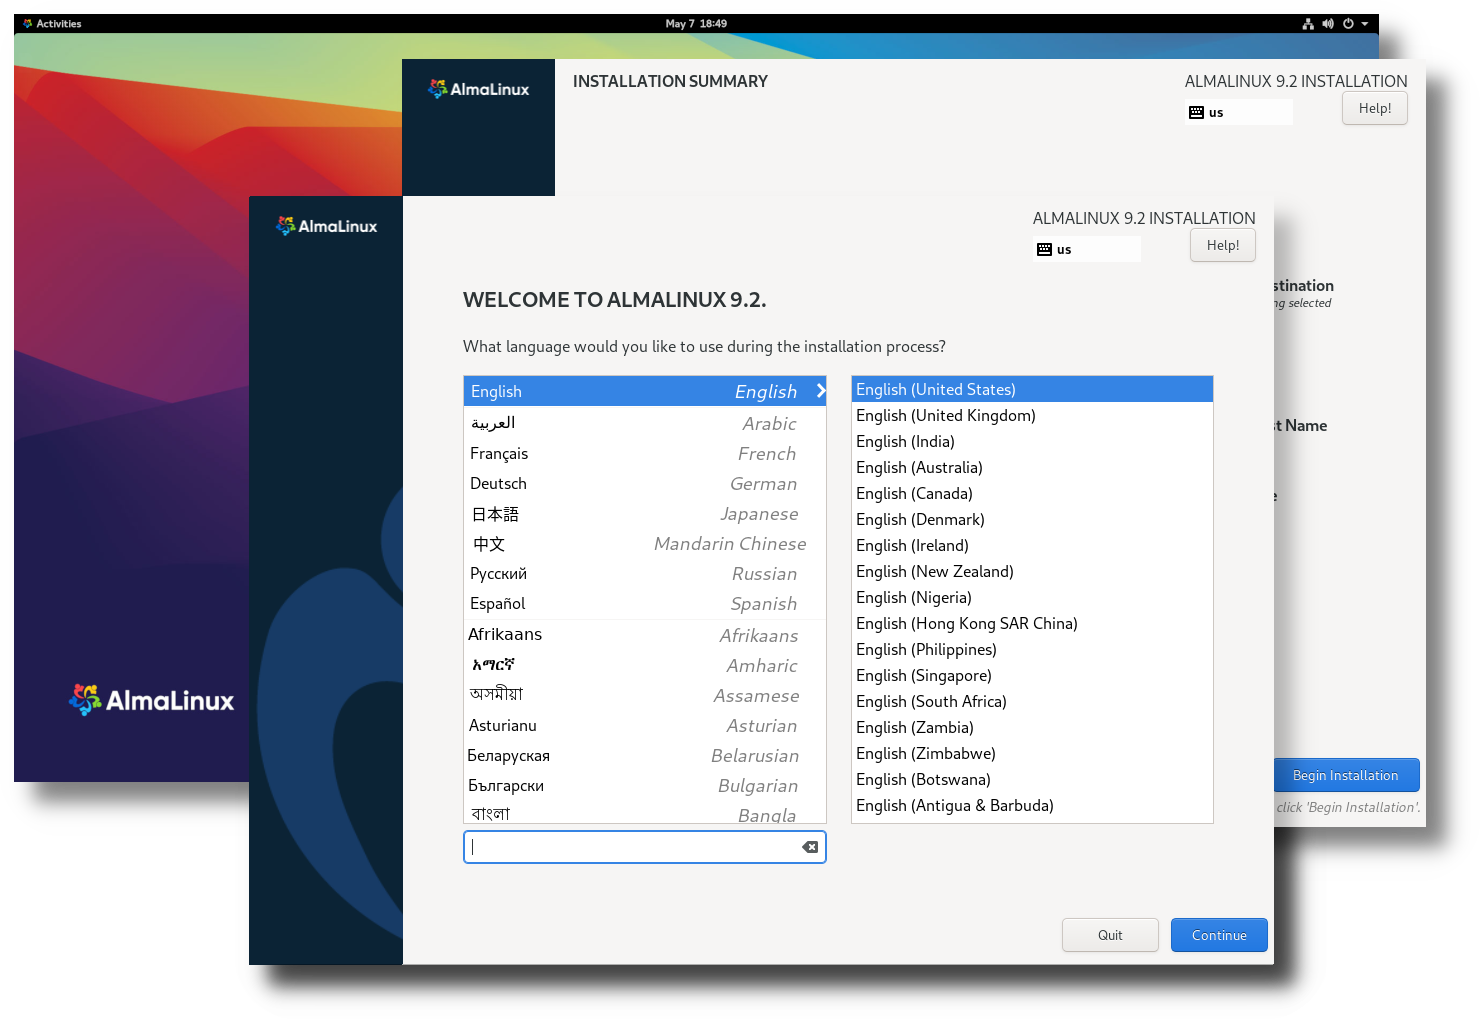 Activities
May 7 18:49
AlmaLinux
INSTALLATION SUMMARY
ALMALINUX 9.2 INSTALLATION
us
Help!
AlmaLinux
ALMALINUX 9.2 INSTALLATION
us
Help!
WELCOME TO ALMALINUX 9.2.
What language would you like to use during the installation process?
English English
العربية Arabic
Français French
Deutsch German
日本語 Japanese
中文 Mandarin Chinese
Русский Russian
Español Spanish
Afrikaans Afrikaans
አማርኛ Amharic
অসমীয়া Assamese
Asturianu Asturian
Беларуская Belarusian
Български Bulgarian
বাংলা Bangla
English (United States)
English (United Kingdom)
English (India)
English (Australia)
English (Canada)
English (Denmark)
English (Ireland)
English (New Zealand)
English (Nigeria)
English (Hong Kong SAR China)
English (Philippines)
English (Singapore)
English (South Africa)
English (Zambia)
English (Zimbabwe)
English (Botswana)
English (Antigua & Barbuda)
Quit
Continue
stination
ng selected
st Name
e
Begin Installation
click 'Begin Installation'.
AlmaLinux